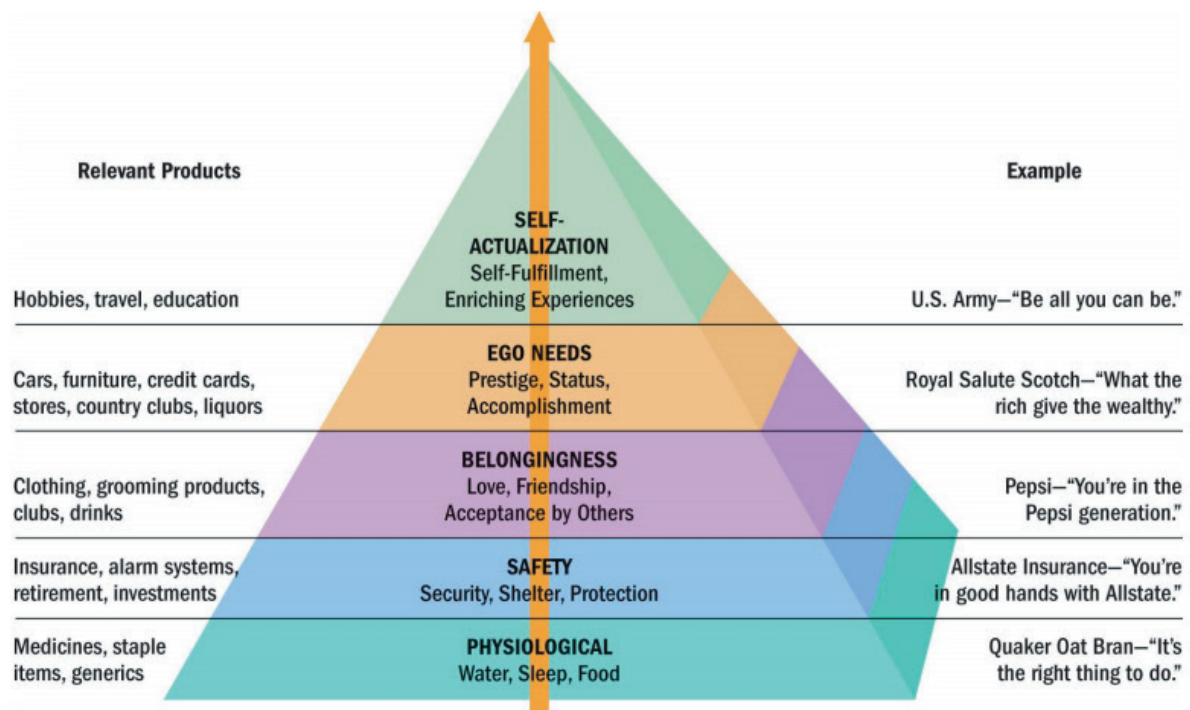 Relevant Products
Example
SELF-
ACTUALIZATION
Self-Fulfillment,
Enriching Experiences
Hobbies, travel, education
U.S. Army—“Be all you can be.”
EGO NEEDS
Prestige, Status,
Accomplishment
Cars, furniture, credit cards,
stores, country clubs, liquors
Royal Salute Scotch—“What the
rich give the wealthy.”
BELONGINGNESS
Love, Friendship,
Acceptance by Others
Clothing, grooming products,
clubs, drinks
Pepsi—“You’re in the
Pepsi generation.”
SAFETY
Security, Shelter, Protection
Insurance, alarm systems,
retirement, investments
Allstate Insurance—“You’re
in good hands with Allstate.”
PHYSIOLOGICAL
Water, Sleep, Food
Medicines, staple
items, generics
Quaker Oat Bran—“It’s
the right thing to do.”